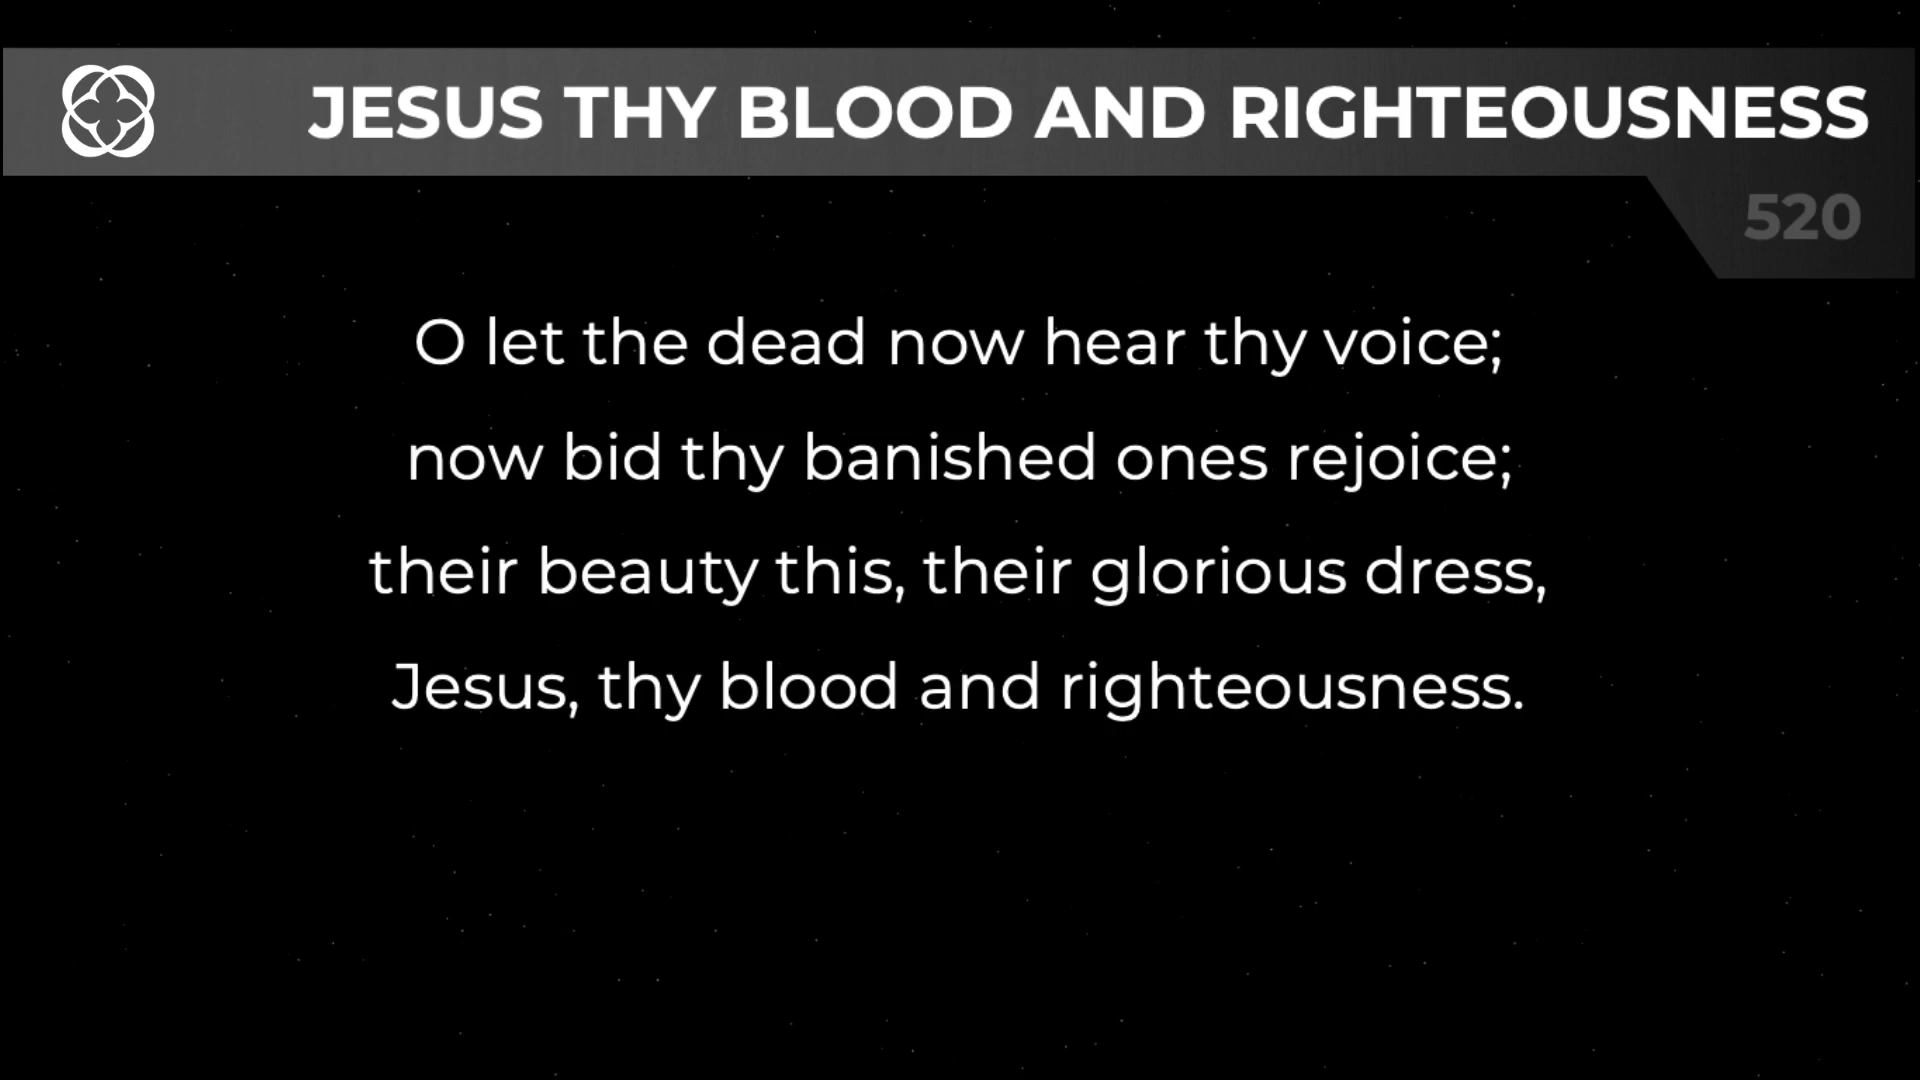 JESUS THY BLOOD AND RIGHTEOUSNESS
520
O let the dead now hear thy voice;
now bid thy banished ones rejoice;
their beauty this, their glorious dress,
Jesus, thy blood and righteousness.